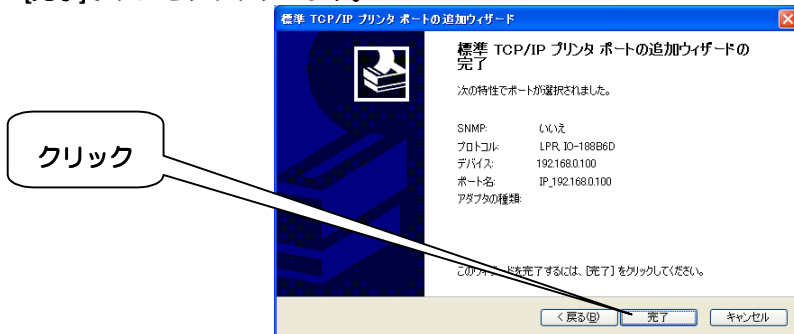 標準 TCP/IP プリンタ ポートの追加ウィザード
標準 TCP/IP プリンタ ポートの追加ウィザードの
完了
次の特性でポートが選択されました。
SNMP: いいえ
プロトコル: LPR, IO-188B6D
デバイス: 192.168.0.100
ポート名: IP_192.168.0.100
アダプタの種類:
クリック
このウィザードを完了するには、[完了] をクリックしてください。
< 戻る(B) 完了 キャンセル